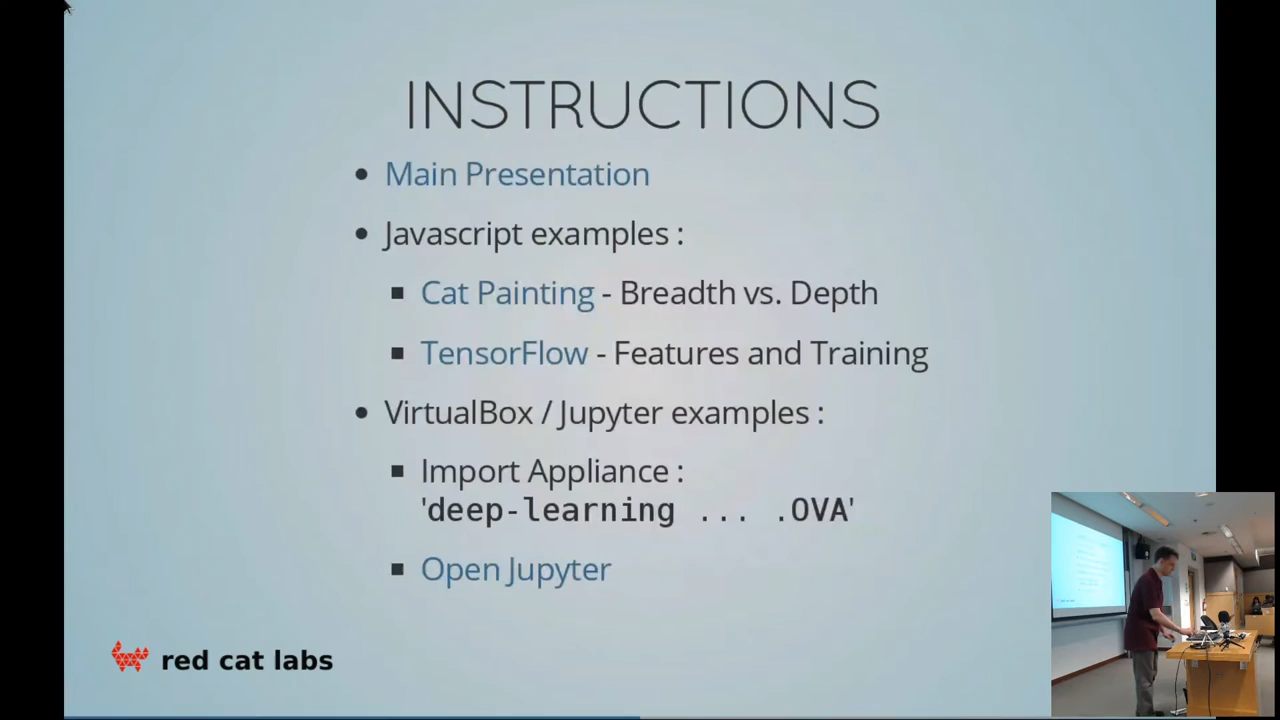 INSTRUCTIONS
Main Presentation
Javascript examples :
Cat Painting - Breadth vs. Depth
TensorFlow - Features and Training
VirtualBox / Jupyter examples :
Import Appliance :
'deep-learning ... .OVA'
Open Jupyter
red cat labs